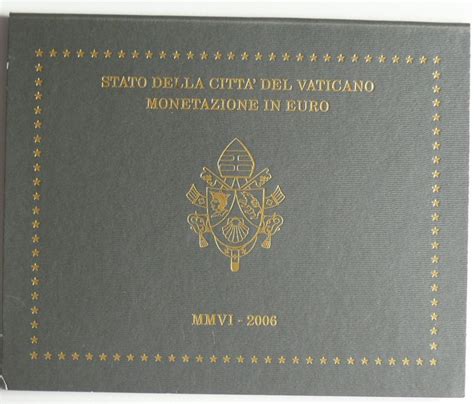 STATO DELLA CITTA' DEL VATICANO
MONETAZIONE IN EURO
MMVI - 2006